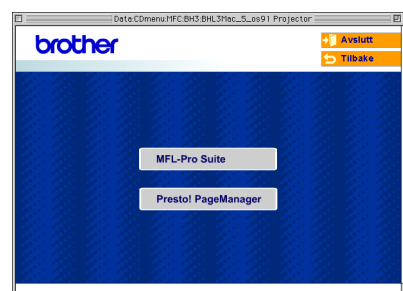 Data:CDmenu:MFC:BH3:BHL3Mac_5_os91 Projector
brother
Avslutt
Tilbake
MFL-Pro Suite
Presto! PageManager